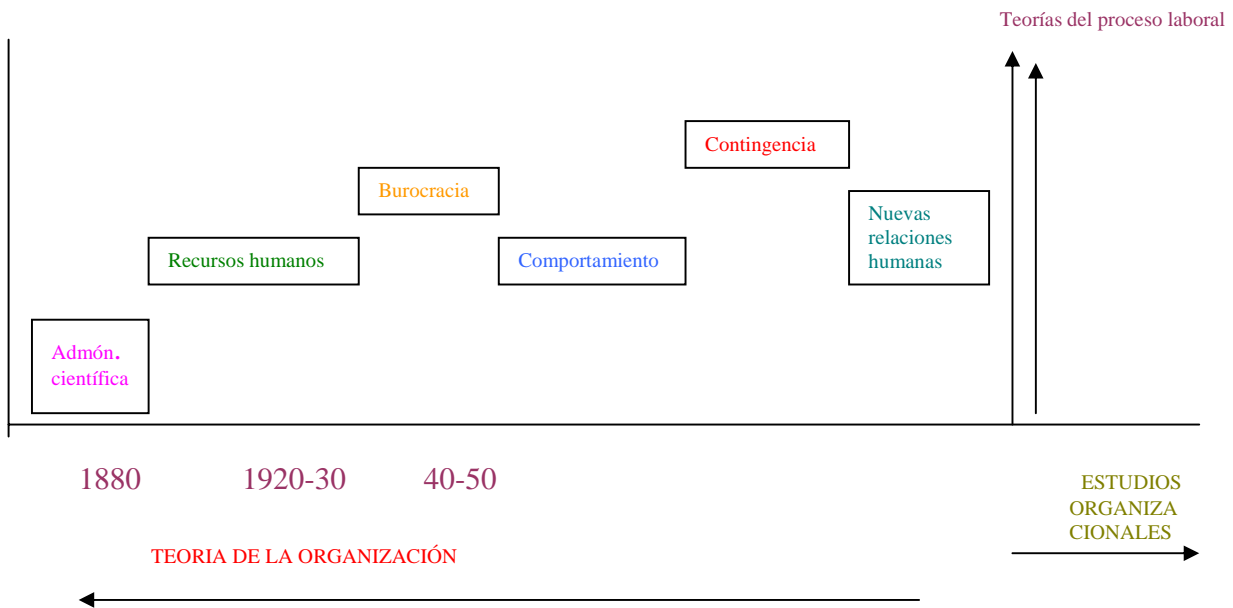 Teorías del proceso laboral
Contingencia
Burocracia
Nuevas
relaciones
humanas
Recursos humanos
Comportamiento
Admón.
científica
1880
1920-30
40-50
ESTUDIOS
ORGANIZA
CIONALES
TEORIA DE LA ORGANIZACIÓN